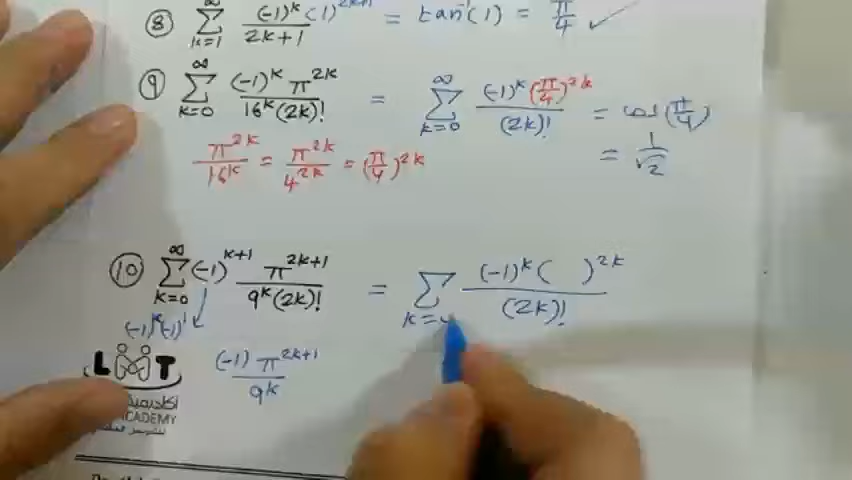 ⑧ ∞∑k=1 (-1)^k (1)^{2k+1} / 2k+1 = tan^{-1}(1) = π/4 ✓
⑨ ∞∑k=0 (-1)^k π^{2k} / 16^k (2k)! = ∞∑k=0 (-1)^k (π/4)^{2k} / (2k)! = cos(π/4)
= 1/√2
π^{2k} / 16^k = π^{2k} / 4^{2k} = (π/4)^{2k}
⑩ ∞∑k=0 (-1)^{k+1} π^{2k+1} / 9^k (2k)! = ∑k= (-1)^k ( )^{2k} / (2k)!
(-1)^k (-1)^1
(-1) π^{2k+1} / 9^k
L T
ACADEMY